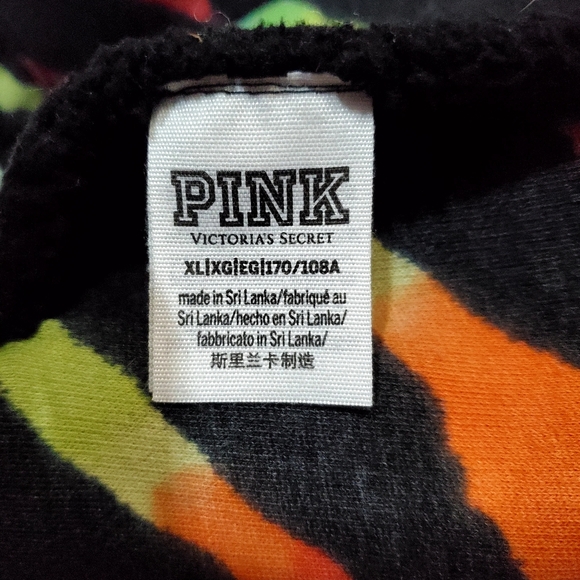 PINK
VICTORIA'S SECRET
XL|XG|EG|170/108A
made in Sri Lanka/fabriqué au
Sri Lanka/hecho en Sri Lanka/
fabbricato in Sri Lanka/
斯里兰卡制造